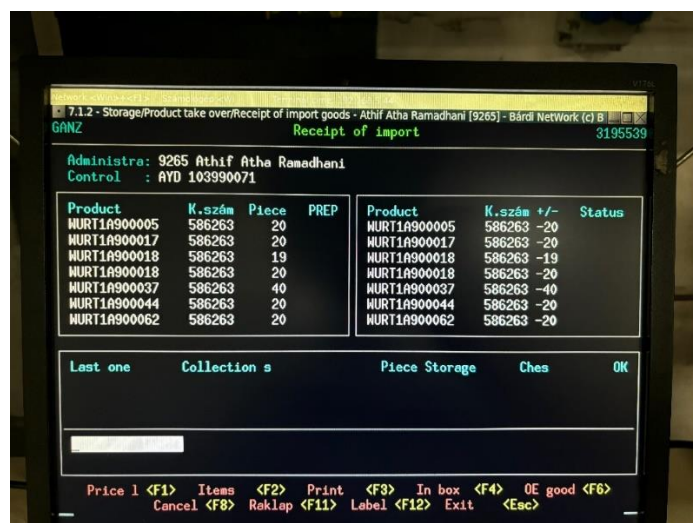 7.1.2 - Storage/Product take over/Receipt of import goods - Athif Atha Ramadhani [9265] - Bárdi NetWork (c) B
GANZ Receipt of import 3195539
Administra: 9265 Athif Atha Ramadhani
Control : AYD 103990071
Product K.szám Piece PREP
WURT1A900005 586263 20
WURT1A900017 586263 20
WURT1A900018 586263 19
WURT1A900018 586263 20
WURT1A900037 586263 40
WURT1A900044 586263 20
WURT1A900062 586263 20
Product K.szám +/- Status
WURT1A900005 586263 -20
WURT1A900017 586263 -20
WURT1A900018 586263 -19
WURT1A900018 586263 -20
WURT1A900037 586263 -40
WURT1A900044 586263 -20
WURT1A900062 586263 -20
Last one Collection s Piece Storage Ches OK
Price l <F1> Items <F2> Print <F3> In box <F4> OE good <F6>
Cancel <F8> Raklap <F11> Label <F12> Exit <Esc>